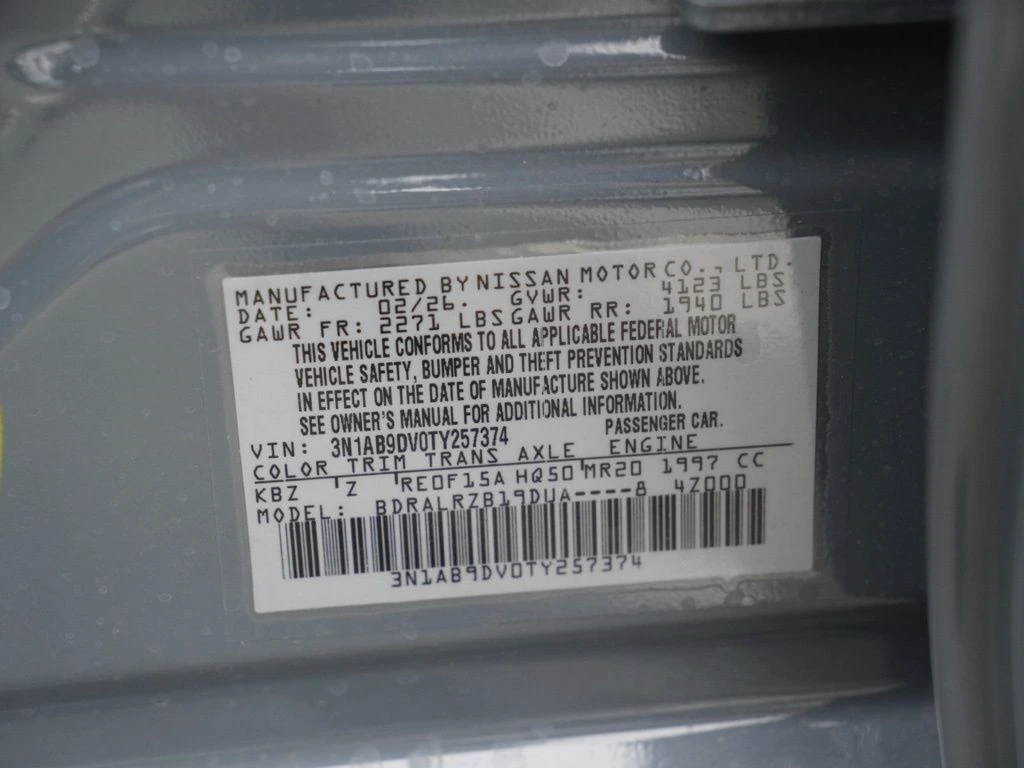 MANUFACTURED BY NISSAN MOTOR CO., LTD.
DATE: 02/26. GVWR: 4123 LBS
GAWR FR: 2271 LBS GAWR RR: 1940 LBS
THIS VEHICLE CONFORMS TO ALL APPLICABLE FEDERAL MOTOR
VEHICLE SAFETY, BUMPER AND THEFT PREVENTION STANDARDS
IN EFFECT ON THE DATE OF MANUFACTURE SHOWN ABOVE.
SEE OWNER'S MANUAL FOR ADDITIONAL INFORMATION.
VIN: 3N1AB9DV0TY257374 PASSENGER CAR.
COLOR TRIM TRANS AXLE ENGINE
KBZ 'Z 'RE0F15A HQ50 'MR20 1997 CC
MODEL: BDRALRZB19DUA----8 4Z000
3N1AB9DV0TY257374